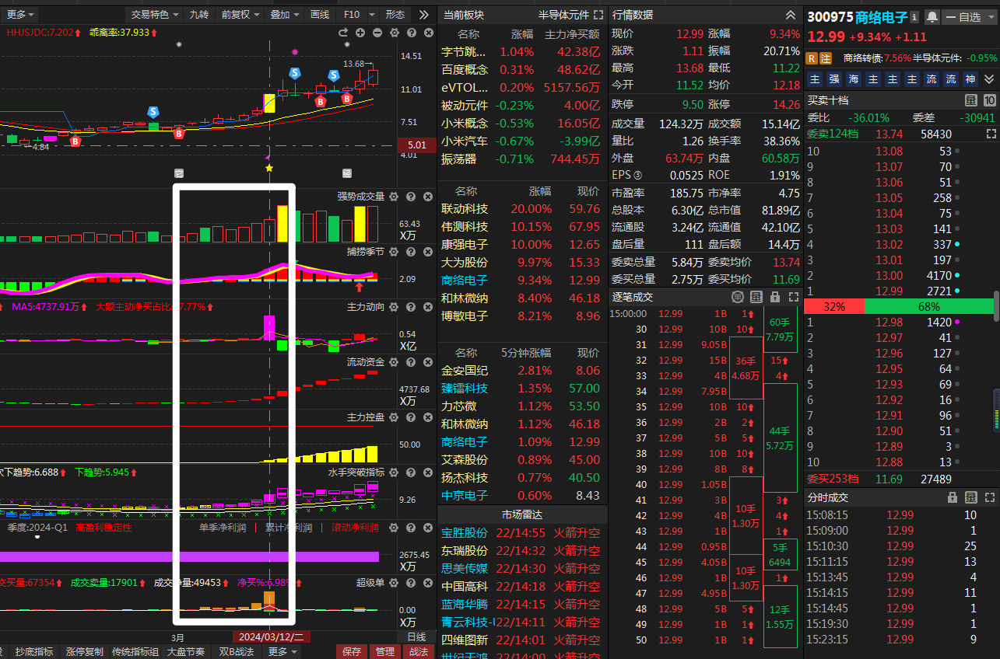 更多 交易特色 九转 前复权 叠加 画线 F10 形态
HHJSJDC:7.202 乖离率:37.933
14.51
13.68
11.01
7.51
5.01
4.84
4.01
强势成交量
63.43
X万
捕捞季节
2.09
MA5:4737.91万 大额主动净买占比: 7.77% 主力动向
0.54
X亿
流动资金
4737.68
X万
主力控盘
50.00
下趋势:6.688 下趋势:5.945 水手突破指标
9.26
季度:2024-Q1 高盈利稳定性 单季净利润 累计净利润 滚动净利润
2675.45
X万
交买量:67354 成交卖量:17901 成交净量:49453 净买%:6.98% 超级单
0.00
X万
3月 2024/03/12/二 日线
抄底指标 涨停复制 传统指标组 大盘节奏 双B战法 更多 保存 管理 战法
当前板块 半导体元件
名称 涨幅 主力净买额
字节跳... 1.04% 42.38亿
百度概念 0.31% 48.62亿
eVTOL... 0.20% 5157.56万
被动元件 -0.23% 4.00亿
小米概念 -0.53% 16.05亿
小米汽车 -0.67% -3.99亿
振荡器 -0.71% 744.45万
名称 涨幅 现价
联动科技 20.00% 59.76
伟测科技 10.15% 67.95
康强电子 10.00% 12.65
大为股份 9.97% 15.33
商络电子 9.34% 12.99
和林微纳 8.40% 46.18
博敏电子 8.21% 8.96
名称 5分钟涨幅 现价
金安国纪 2.81% 8.06
臻镭科技 1.35% 57.00
力芯微 1.12% 53.50
和林微纳 1.12% 46.18
商络电子 1.09% 12.99
艾森股份 0.89% 45.00
扬杰科技 0.77% 40.50
中京电子 0.60% 8.43
市场雷达
宝胜股份 22/14:55 火箭升空
东瑞股份 22/14:32 火箭升空
思美传媒 22/14:30 火箭升空
中国高科 22/14:18 火箭升空
蓝海华腾 22/14:15 火箭升空
青云科技-U 22/14:11 火箭升空
四维图新 22/14:01 火箭升空
世纪天鸿 22/14:00 火箭升空
行情数据
现价 12.99 涨幅 9.34%
涨跌 1.11 振幅 20.71%
最高 13.68 最低 11.22
今开 11.52 均价 12.18
跌停 9.50 涨停 14.26
成交量 124.32万 成交额 15.14亿
量比 1.26 换手率 38.36%
外盘 63.74万 内盘 60.58万
EPS③ 0.0525 ROE 1.91%
市盈率 185.75 市净率 4.75
总股本 6.30亿 总市值 81.89亿
流通股 3.24亿 流通值 42.10亿
盘后量 111 盘后额 14.4万
委卖总量 5.84万 委卖均价 13.74
委买总量 2.75万 委买均价 11.69
逐笔成交
15:00:00 12.99 1B 1
30 12.99 10B 10
31 12.99 9.05B
32 12.99 15B 15
33 12.99 4B 4
34 12.99 7.95B
35 12.99 10B 10
36 12.99 2B 2
37 12.99 5B 5
38 12.99 10B 10
39 12.99 8B 8
40 12.99 1.05B
41 12.99 3B 3
42 12.99 4B 4
43 12.99 1B 1
44 12.99 0.95B
45 12.99 4.05B
46 12.99 1B 1
47 12.99 4.95B
48 12.99 5B 5
49 12.99 1B 1
50 12.99 1B 1
36手
4.68万
10手
1.30万
10手
1.30万
60手
7.79万
44手
5.72万
5手
6494
12手
1.55万
300975 商络电子 自选
12.99 +9.34% +1.11
R 注 商络转债:7.56% 半导体元件: -0.95%
主 强 海 主 主 主 流 流 神
买卖十档
委比 -36.01% 委差 -30941
委卖124档 13.74 58430
10 13.08 53
9 13.07 70
8 13.06 51
7 13.05 258
6 13.04 75
5 13.03 141
4 13.02 337
3 13.01 197
2 13.00 4170
1 12.99 2721
32% 68%
1 12.98 1420
2 12.97 41
3 12.96 127
4 12.95 64
5 12.93 69
6 12.92 16
7 12.91 96
8 12.90 51
9 12.89 3
10 12.88 13
委买253档 11.69 27489
分时成交
15:08:15 12.99 10
15:09:00 12.99 1
15:10:30 12.99 25
15:11:15 12.99 13
15:13:45 12.99 4
15:14:15 12.99 11
15:14:45 12.99 1
15:19:30 12.99 1
15:23:15 12.99 9